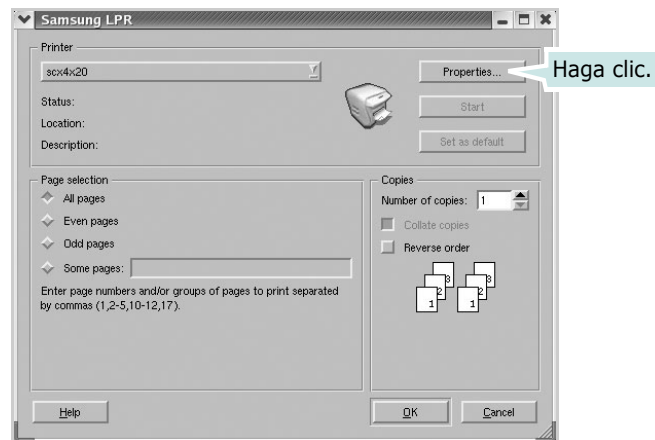 Samsung LPR
Printer
scx4x20
Properties...
Haga clic.
Status:
Start
Location:
Description:
Set as default
Page selection
All pages
Even pages
Odd pages
Some pages:
Enter page numbers and/or groups of pages to print separated
by commas (1,2-5,10-12,17).
Copies
Number of copies: 1
Collate copies
Reverse order
3 3
2 2
1 1
Help
OK
Cancel